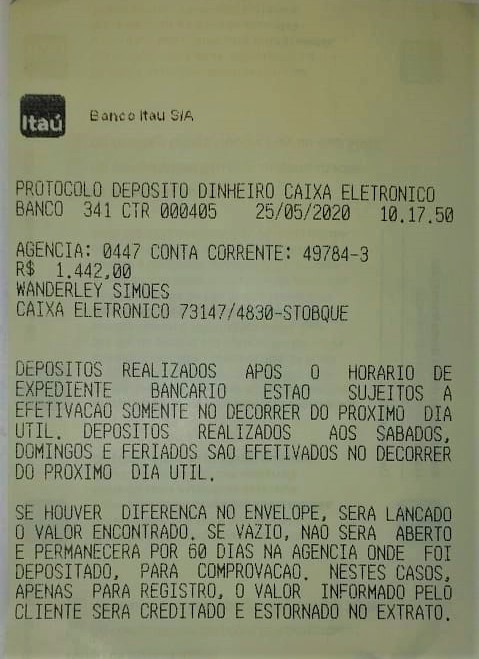 Itaú Banco Itau S/A
PROTOCOLO DEPOSITO DINHEIRO CAIXA ELETRONICO
BANCO 341 CTR 000405 25/05/2020 10.17.50
AGENCIA: 0447 CONTA CORRENTE: 49784-3
R$ 1.442,00
WANDERLEY SIMOES
CAIXA ELETRONICO 73147/4830-STOBQUE
DEPOSITOS REALIZADOS APOS O HORARIO DE
EXPEDIENTE BANCARIO ESTAO SUJEITOS A
EFETIVACAO SOMENTE NO DECORRER DO PROXIMO DIA
UTIL. DEPOSITOS REALIZADOS AOS SABADOS,
DOMINGOS E FERIADOS SAO EFETIVADOS NO DECORRER
DO PROXIMO DIA UTIL.
SE HOUVER DIFERENCA NO ENVELOPE, SERA LANCADO
O VALOR ENCONTRADO. SE VAZIO, NAO SERA ABERTO
E PERMANECERA POR 60 DIAS NA AGENCIA ONDE FOI
DEPOSITADO, PARA COMPROVACAO. NESTES CASOS,
APENAS PARA REGISTRO, O VALOR INFORMADO PELO
CLIENTE SERA CREDITADO E ESTORNADO NO EXTRATO.